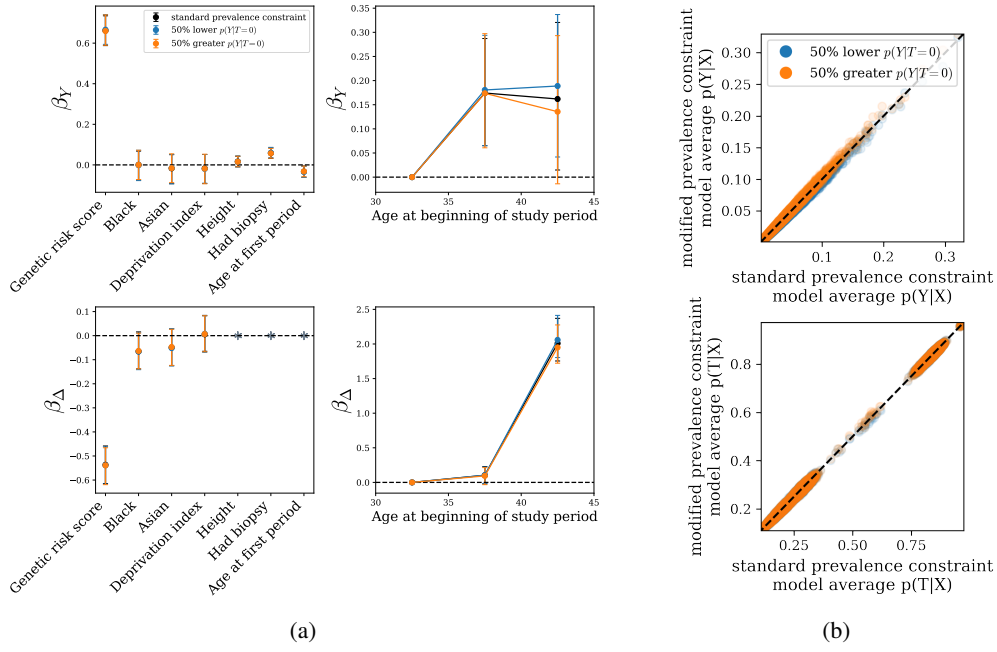 standard prevalence constraint
50% lower p(Y|T=0)
50% greater p(Y|T=0)
β_Y
0.6
0.4
0.2
0.0
Genetic risk score
Black
Asian
Deprivation index
Height
Had biopsy
Age at first period
0.35
0.30
0.25
0.20
0.15
0.10
0.05
0.00
30
35
40
45
Age at beginning of study period
β_Δ
0.1
0.0
−0.1
−0.2
−0.3
−0.4
−0.5
−0.6
Genetic risk score
Black
Asian
Deprivation index
Height
Had biopsy
Age at first period
β_Δ
2.5
2.0
1.5
1.0
0.5
0.0
30
35
40
45
Age at beginning of study period
(a)
50% lower p(Y|T=0)
50% greater p(Y|T=0)
modified prevalence constraint
model average p(Y|X)
0.30
0.25
0.20
0.15
0.10
0.05
0.1
0.2
0.3
standard prevalence constraint
model average p(Y|X)
modified prevalence constraint
model average p(T|X)
0.8
0.6
0.4
0.2
0.25
0.50
0.75
standard prevalence constraint
model average p(T|X)
(b)